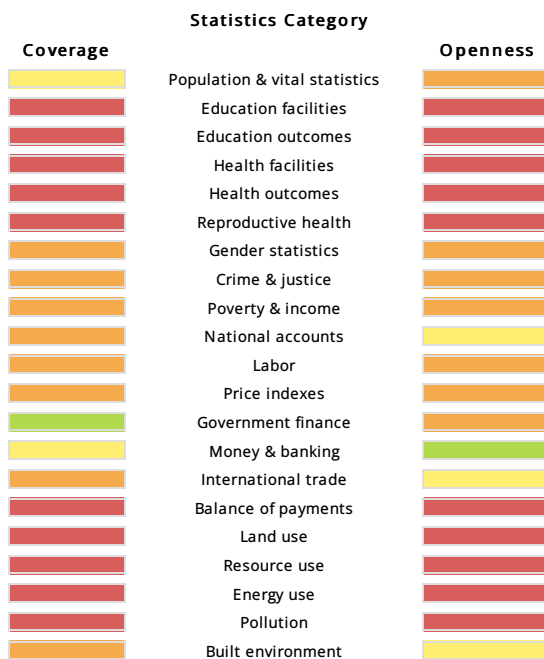 Statistics Category
Coverage
Openness
Population & vital statistics
Education facilities
Education outcomes
Health facilities
Health outcomes
Reproductive health
Gender statistics
Crime & justice
Poverty & income
National accounts
Labor
Price indexes
Government finance
Money & banking
International trade
Balance of payments
Land use
Resource use
Energy use
Pollution
Built environment